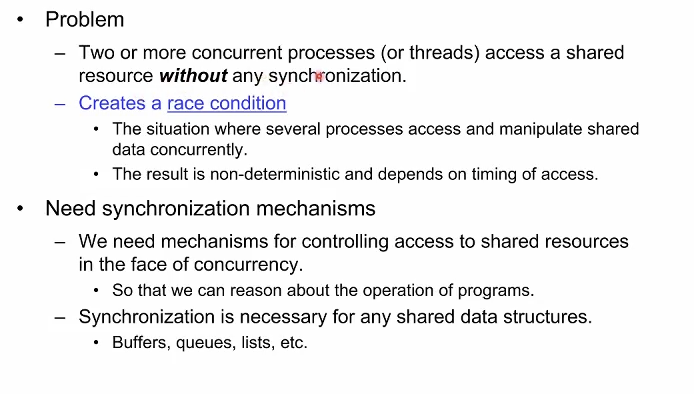 • Problem
– Two or more concurrent processes (or threads) access a shared
resource without any synchronization.
– Creates a race condition
• The situation where several processes access and manipulate shared
data concurrently.
• The result is non-deterministic and depends on timing of access.
• Need synchronization mechanisms
– We need mechanisms for controlling access to shared resources
in the face of concurrency.
• So that we can reason about the operation of programs.
– Synchronization is necessary for any shared data structures.
• Buffers, queues, lists, etc.